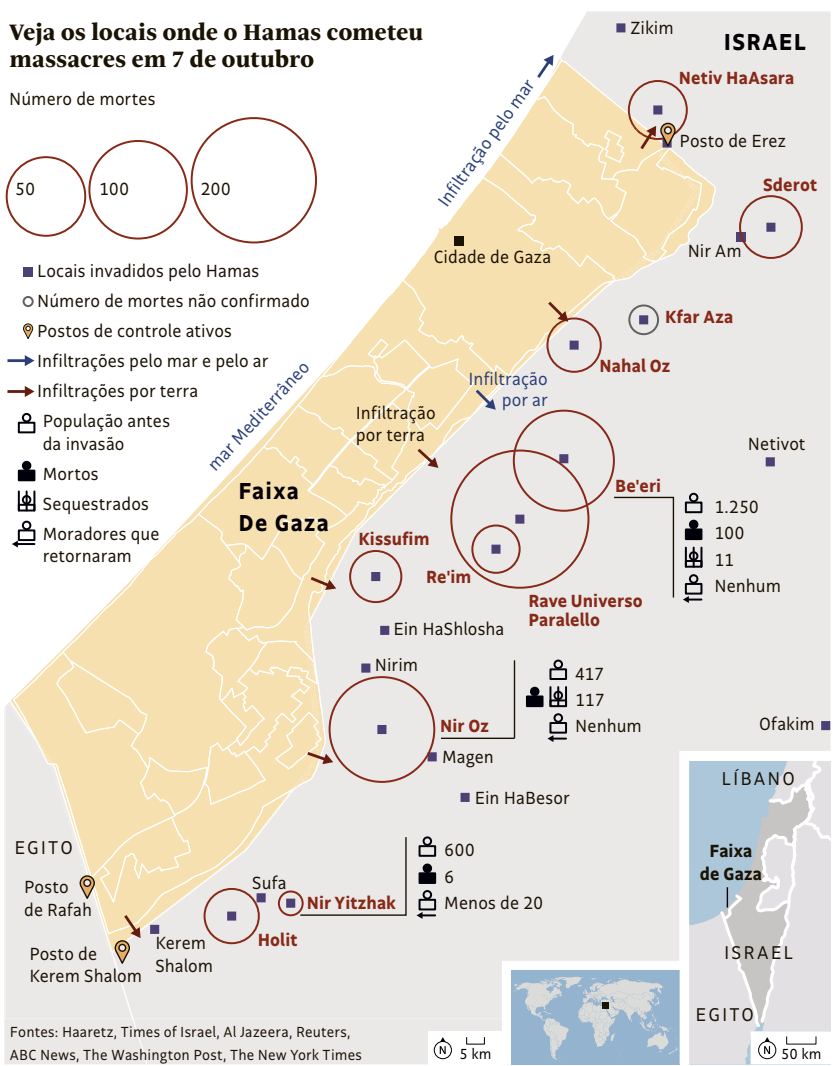 Veja os locais onde o Hamas cometeu
massacres em 7 de outubro
Número de mortes
50
100
200
Locais invadidos pelo Hamas
Número de mortes não confirmado
Postos de controle ativos
Infiltrações pelo mar e pelo ar
Infiltrações por terra
População antes
da invasão
Mortos
Sequestrados
Moradores que
retornaram
Zikim
ISRAEL
Netiv HaAsara
Posto de Erez
Infiltração pelo mar
Sderot
Nir Am
Cidade de Gaza
Kfar Aza
Nahal Oz
mar Mediterrâneo
Infiltração
por ar
Infiltração
por terra
Netivot
Faixa
De Gaza
Be'eri
1.250
100
11
Nenhum
Kissufim
Re'im
Rave Universo
Paralello
Ein HaShlosha
Nirim
417
117
Nenhum
Nir Oz
Magen
Ofakim
Ein HaBesor
EGITO
Posto
de Rafah
Sufa
600
6
Menos de 20
Nir Yitzhak
Holit
Kerem
Shalom
Posto de
Kerem Shalom
LÍBANO
Faixa
de Gaza
ISRAEL
EGITO
Fontes: Haaretz, Times of Israel, Al Jazeera, Reuters,
ABC News, The Washington Post, The New York Times
N
5 km
N
50 km